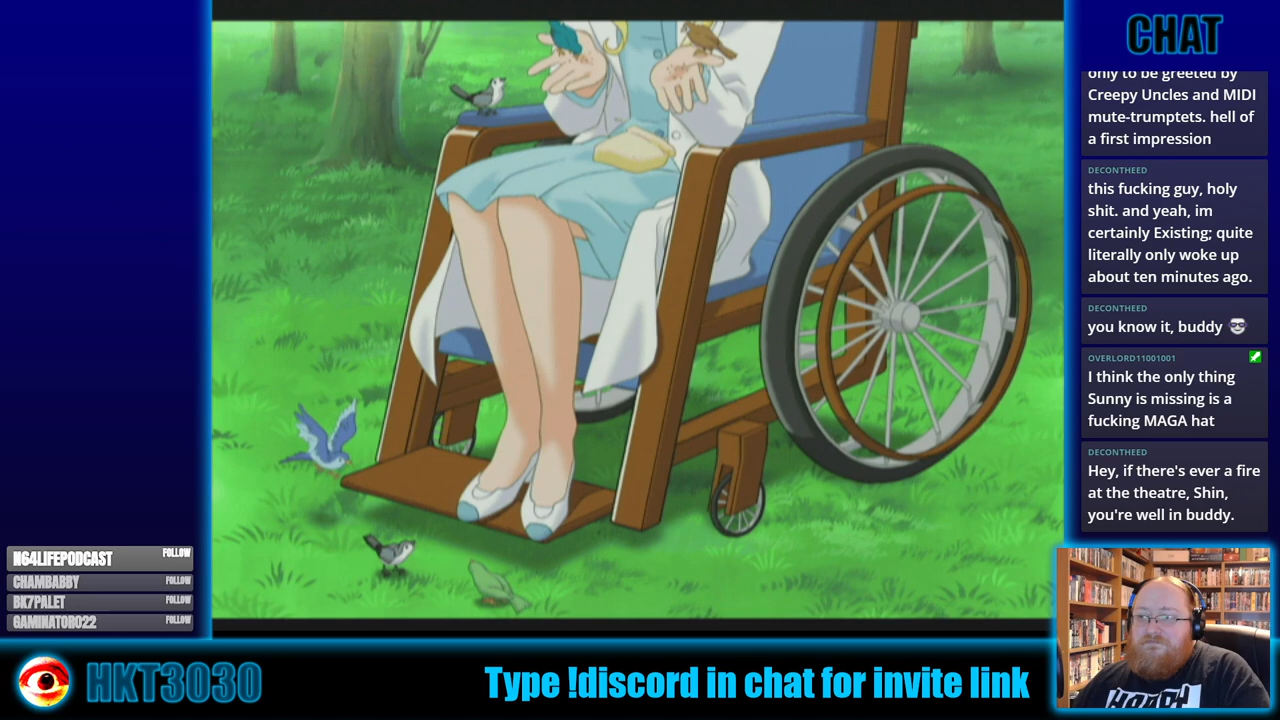 CHAT
only to be greeted by
Creepy Uncles and MIDI
mute-trumptets. hell of
a first impression
DECONTHEED
this fucking guy, holy
shit. and yeah, im
certainly Existing; quite
literally only woke up
about ten minutes ago.
DECONTHEED
you know it, buddy
OVERLORD11001001
I think the only thing
Sunny is missing is a
fucking MAGA hat
DECONTHEED
Hey, if there's ever a fire
at the theatre, Shin,
you're well in buddy.
N64LIFEPODCAST FOLLOW
CHAMBABBY FOLLOW
BK7PALET FOLLOW
GAMINATOR022 FOLLOW
HKT3030
Type !discord in chat for invite link